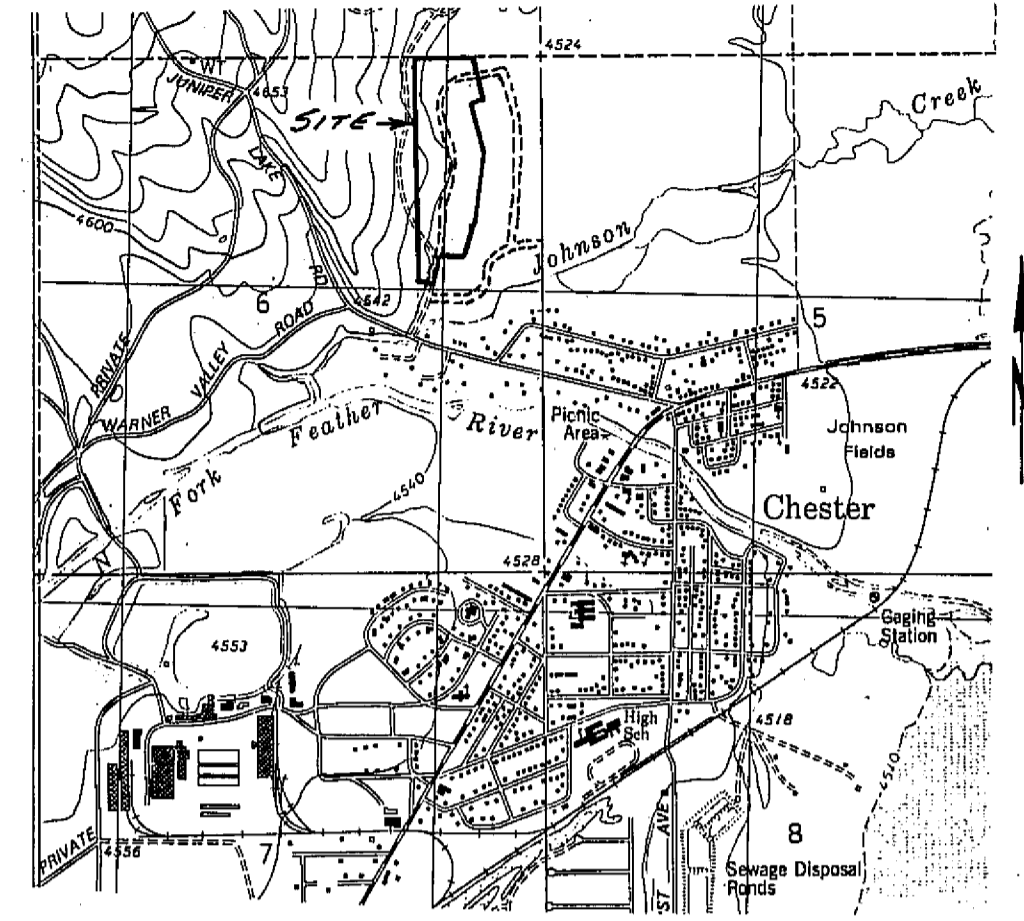 4524
WT
JUNIPER
4653
Creek
SITE
LAKE
4600
Johnson
RD
6
4642
ROAD
5
PRIVATE
VALLEY
4522
WARNER
Feather
River
Picnic
Area
Johnson
Fields
Fork
4540
Chester
N
4528
Gaging
Station
4553
High
Sch
4518
4510
AVE
PRIVATE
4556
7
8
Sewage Disposal
Ponds
ST
N